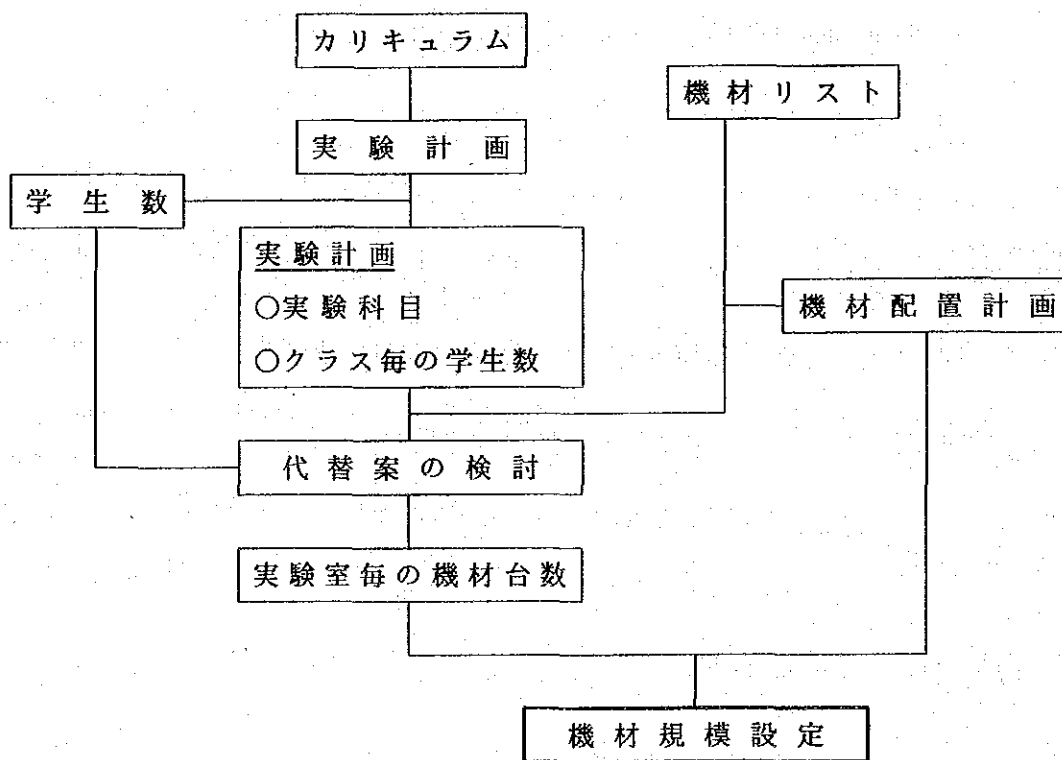 カリキュラム
機材リスト
実験計画
学生数
実験計画
○実験科目
○クラス毎の学生数
機材配置計画
代替案の検討
実験室毎の機材台数
機材規模設定